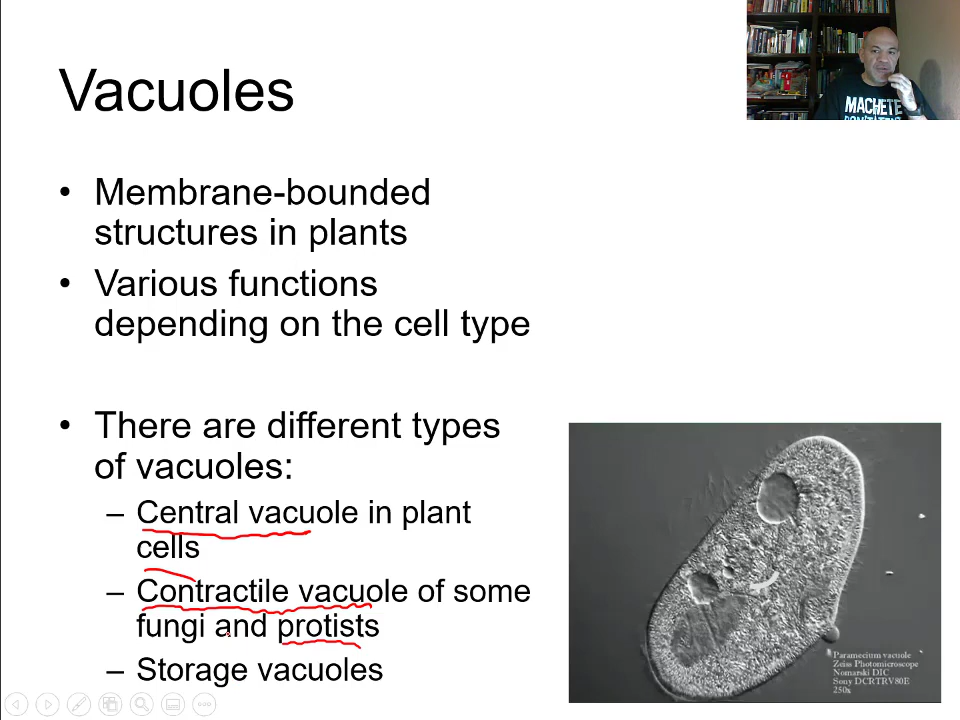 Vacuoles
MACHETE
• Membrane-bounded
structures in plants
• Various functions
depending on the cell type
• There are different types
of vacuoles:
– Central vacuole in plant
cells
– Contractile vacuole of some
fungi and protists
– Storage vacuoles
Paramecium vacuole
Zeiss Photomicroscope
Nomarski DIC
Sony DCRTRV80E
250x